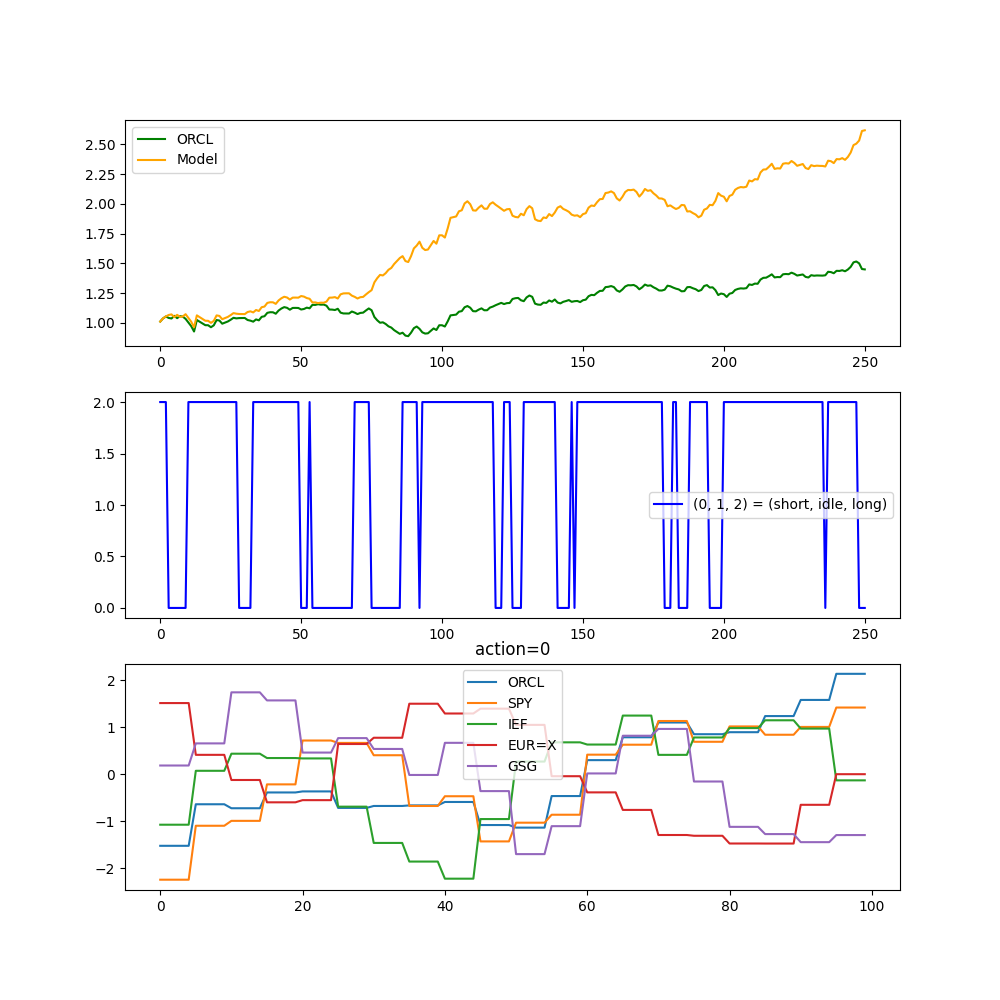 2.50
2.25
2.00
1.75
1.50
1.25
1.00
ORCL
Model
0 50 100 150 200 250
2.0
1.5
1.0
0.5
0.0
(0, 1, 2) = (short, idle, long)
0 50 100 150 200 250
action=0
2
1
0
−1
−2
ORCL
SPY
IEF
EUR=X
GSG
0 20 40 60 80 100